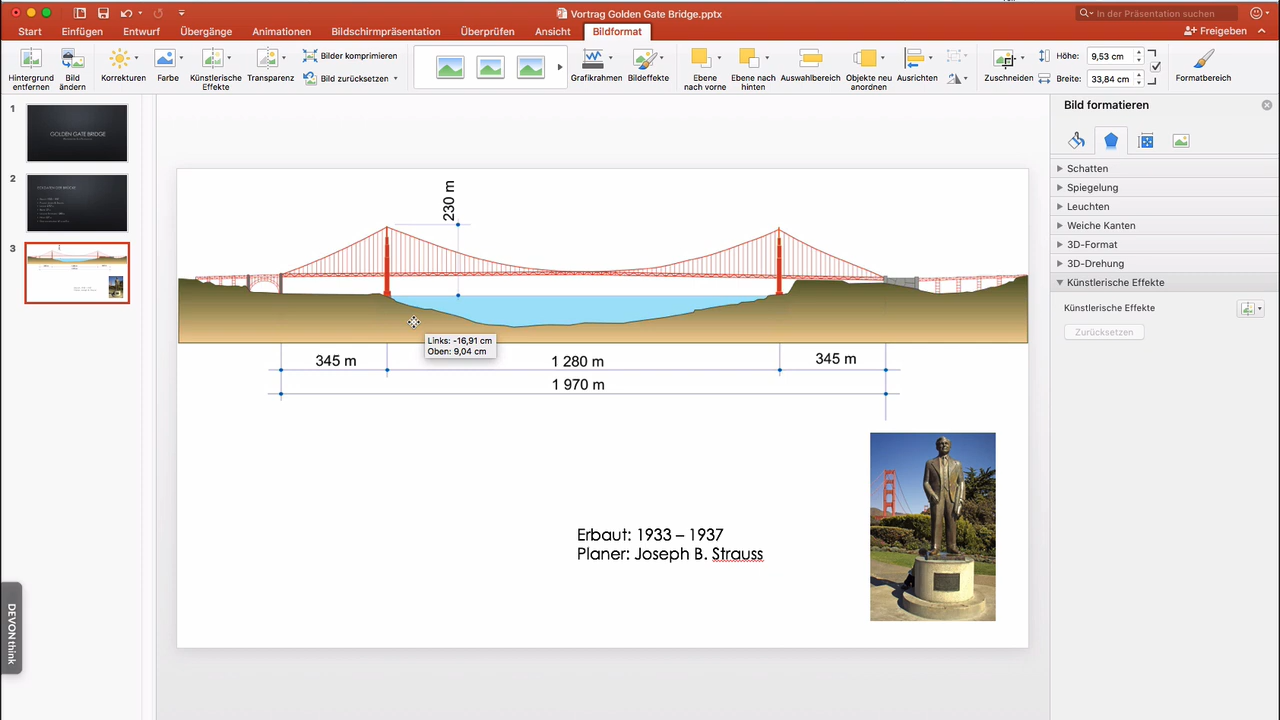 Vortrag Golden Gate Bridge.pptx
In der Präsentation suchen
Start
Einfügen
Entwurf
Übergänge
Animationen
Bildschirmpräsentation
Überprüfen
Ansicht
Bildformat
Freigeben
Hintergrund entfernen
Bild ändern
Korrekturen
Farbe
Künstlerische Effekte
Transparenz
Bilder komprimieren
Bild zurücksetzen
Grafikrahmen
Bildeffekte
Ebene nach vorne
Ebene nach hinten
Auswahlbereich
Objekte neu anordnen
Ausrichten
Zuschneiden
Höhe: 9,53 cm
Breite: 33,84 cm
Formatbereich
1
GOLDEN GATE BRIDGE
2
3
230 m
Links: -16,91 cm
Oben: 9,04 cm
345 m
1 280 m
345 m
1 970 m
Erbaut: 1933 – 1937
Planer: Joseph B. Strauss
Bild formatieren
Schatten
Spiegelung
Leuchten
Weiche Kanten
3D-Format
3D-Drehung
Künstlerische Effekte
Künstlerische Effekte
Zurücksetzen
DEVONthink